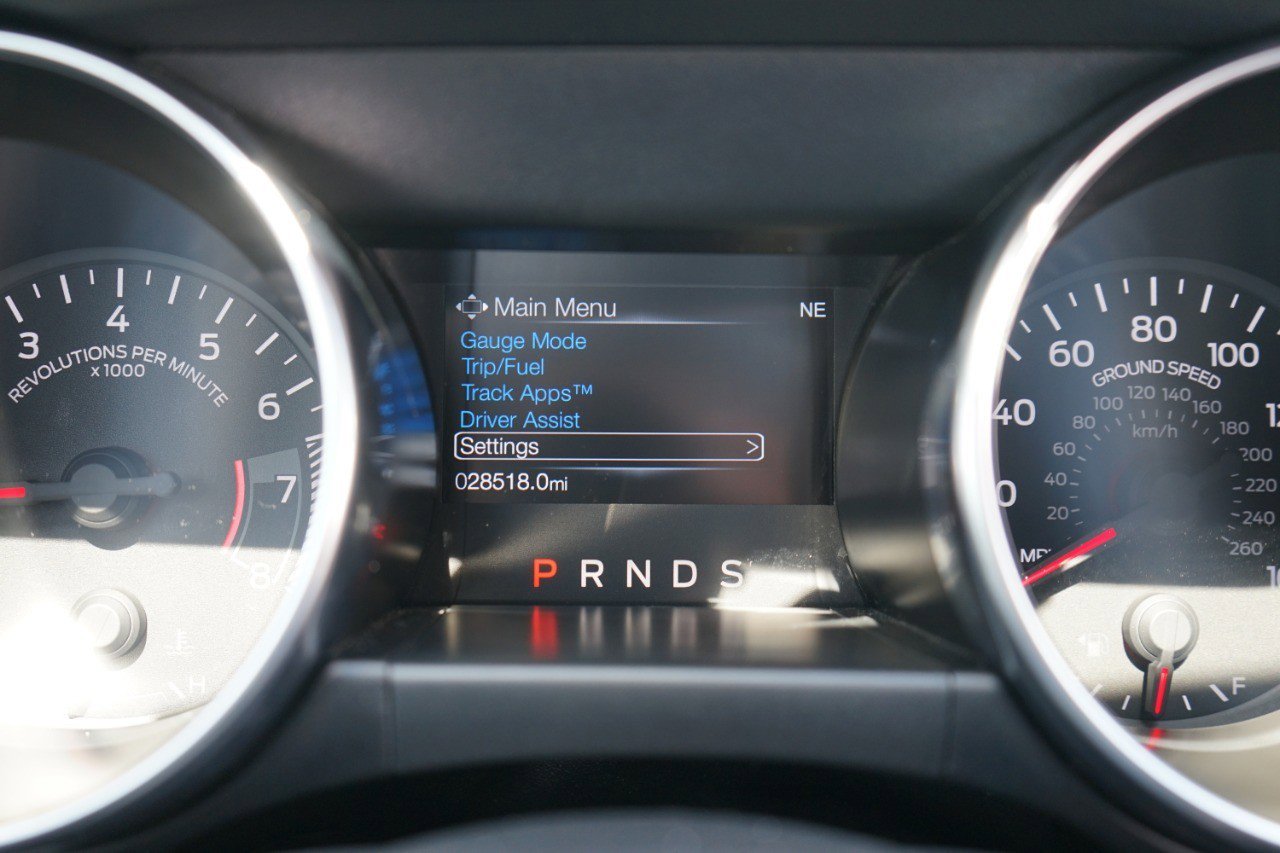 Main Menu NE
Gauge Mode
Trip/Fuel
Track Apps™
Driver Assist
Settings >
028518.0mi
P R N D S
3 4 5 6 7 8
REVOLUTIONS PER MINUTE
x 1000
H
40 60 80 100
GROUND SPEED
20 40 60 80 100 120 140 160 180 200 220 240 260
km/h
F